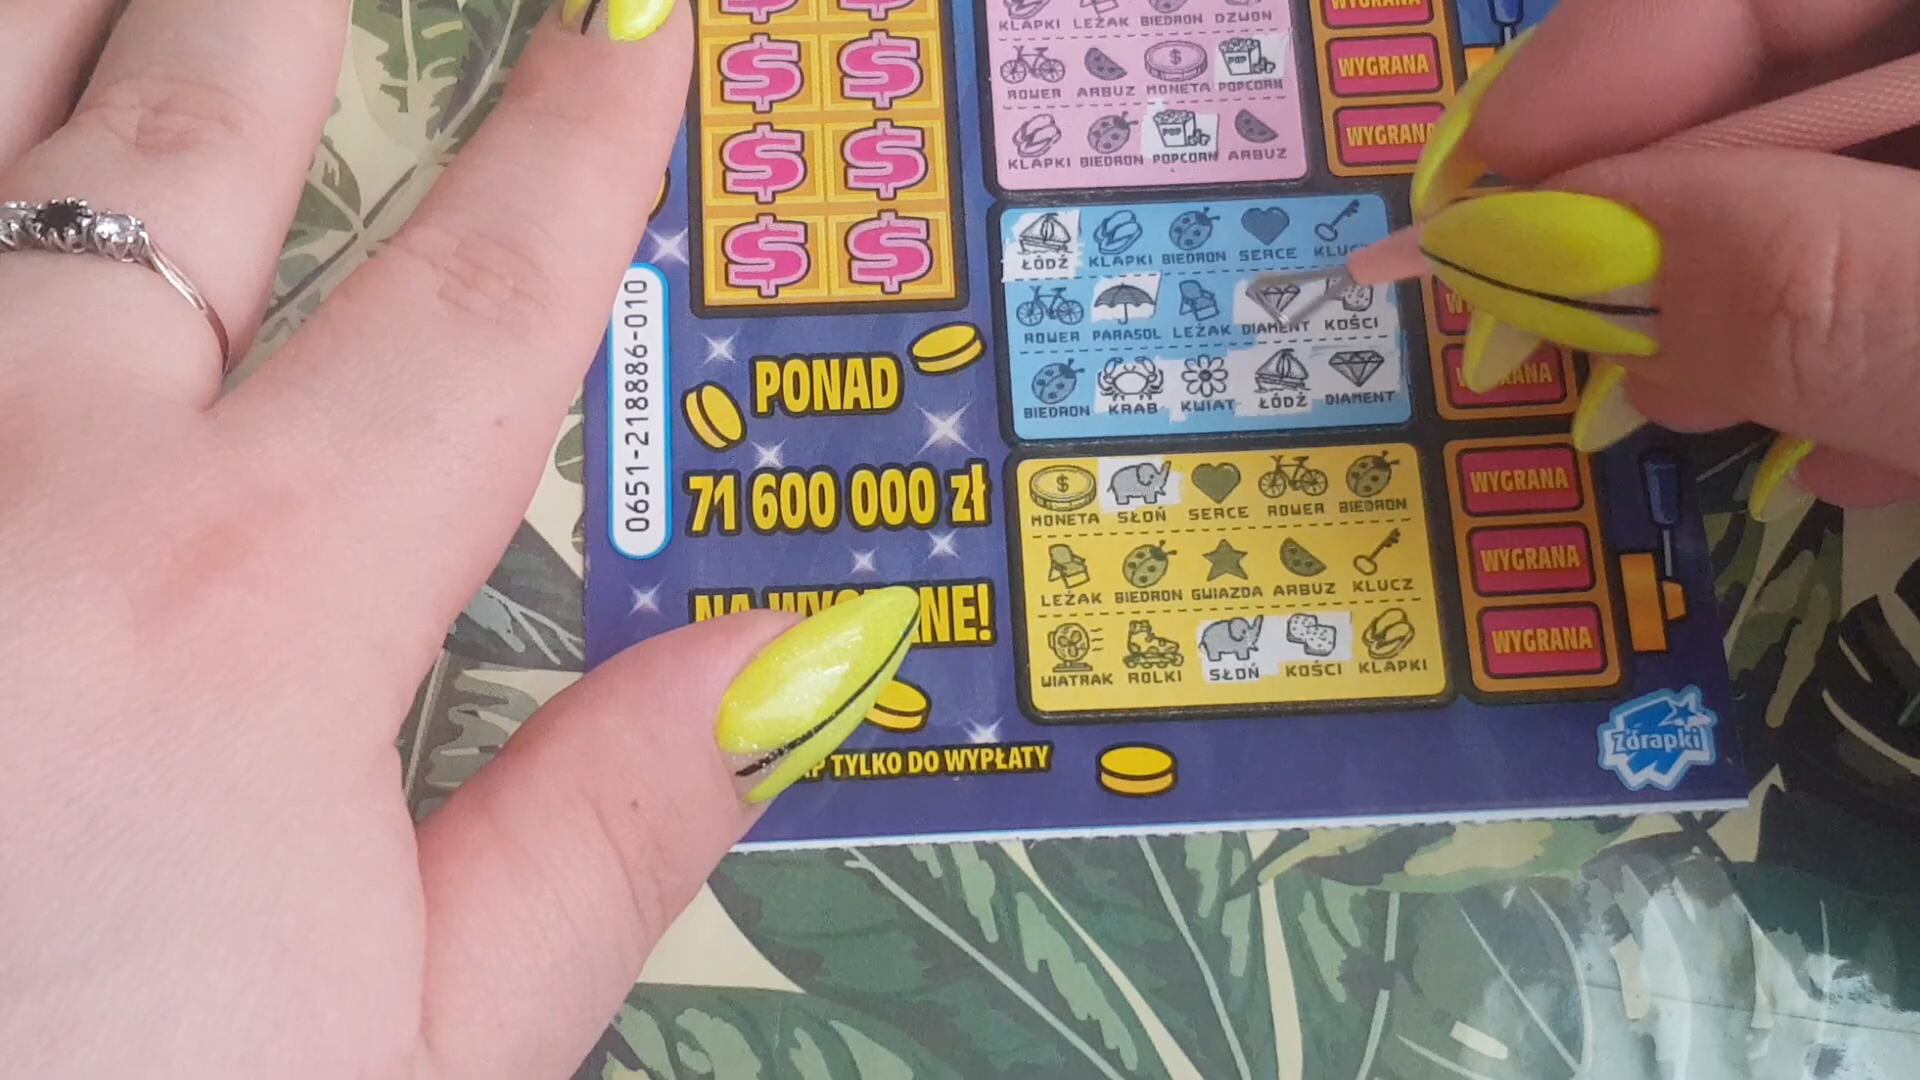 KLAPKI LEŻAK BIEDRON DZWON
ROWER ARBUZ MONETA POPCORN
KLAPKI BIEDRON POPCORN ARBUZ
WYGRANA
WYGRANA
WYGRANA
ŁÓDŹ KLAPKI BIEDRON SERCE
ROWER PARASOL LEŻAK DIAMENT KOŚCI
BIEDRON KRAB KWIAT ŁÓDŹ DIAMENT
0651-218886-010
PONAD
71 600 000 zł
MONETA SŁOŃ SERCE ROWER BIEDRON
LEŻAK BIEDRON GWIAZDA ARBUZ KLUCZ
WIATRAK ROLKI SŁOŃ KOŚCI KLAPKI
WYGRANA
WYGRANA
WYGRANA
TYLKO DO WYPŁATY
Zdrapki